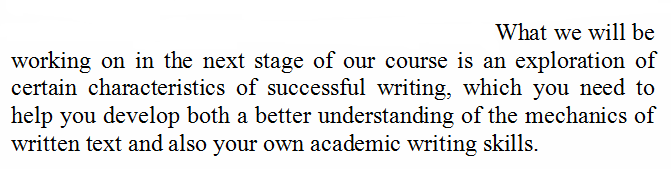 What we will be
working on in the next stage of our course is an exploration of
certain characteristics of successful writing, which you need to
help you develop both a better understanding of the mechanics of
written text and also your own academic writing skills.